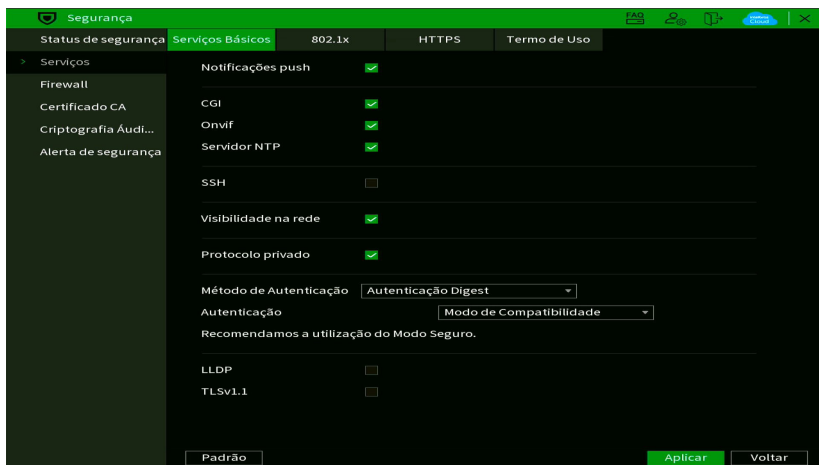 Segurança FAQ Cloud
Status de segurança Serviços Básicos 802.1x HTTPS Termo de Uso
> Serviços
Firewall
Certificado CA
Criptografia Áudi...
Alerta de segurança
Notificações push
CGI
Onvif
Servidor NTP
SSH
Visibilidade na rede
Protocolo privado
Método de Autenticação Autenticação Digest
Autenticação Modo de Compatibilidade
Recomendamos a utilização do Modo Seguro.
LLDP
TLSv1.1
Padrão Aplicar Voltar